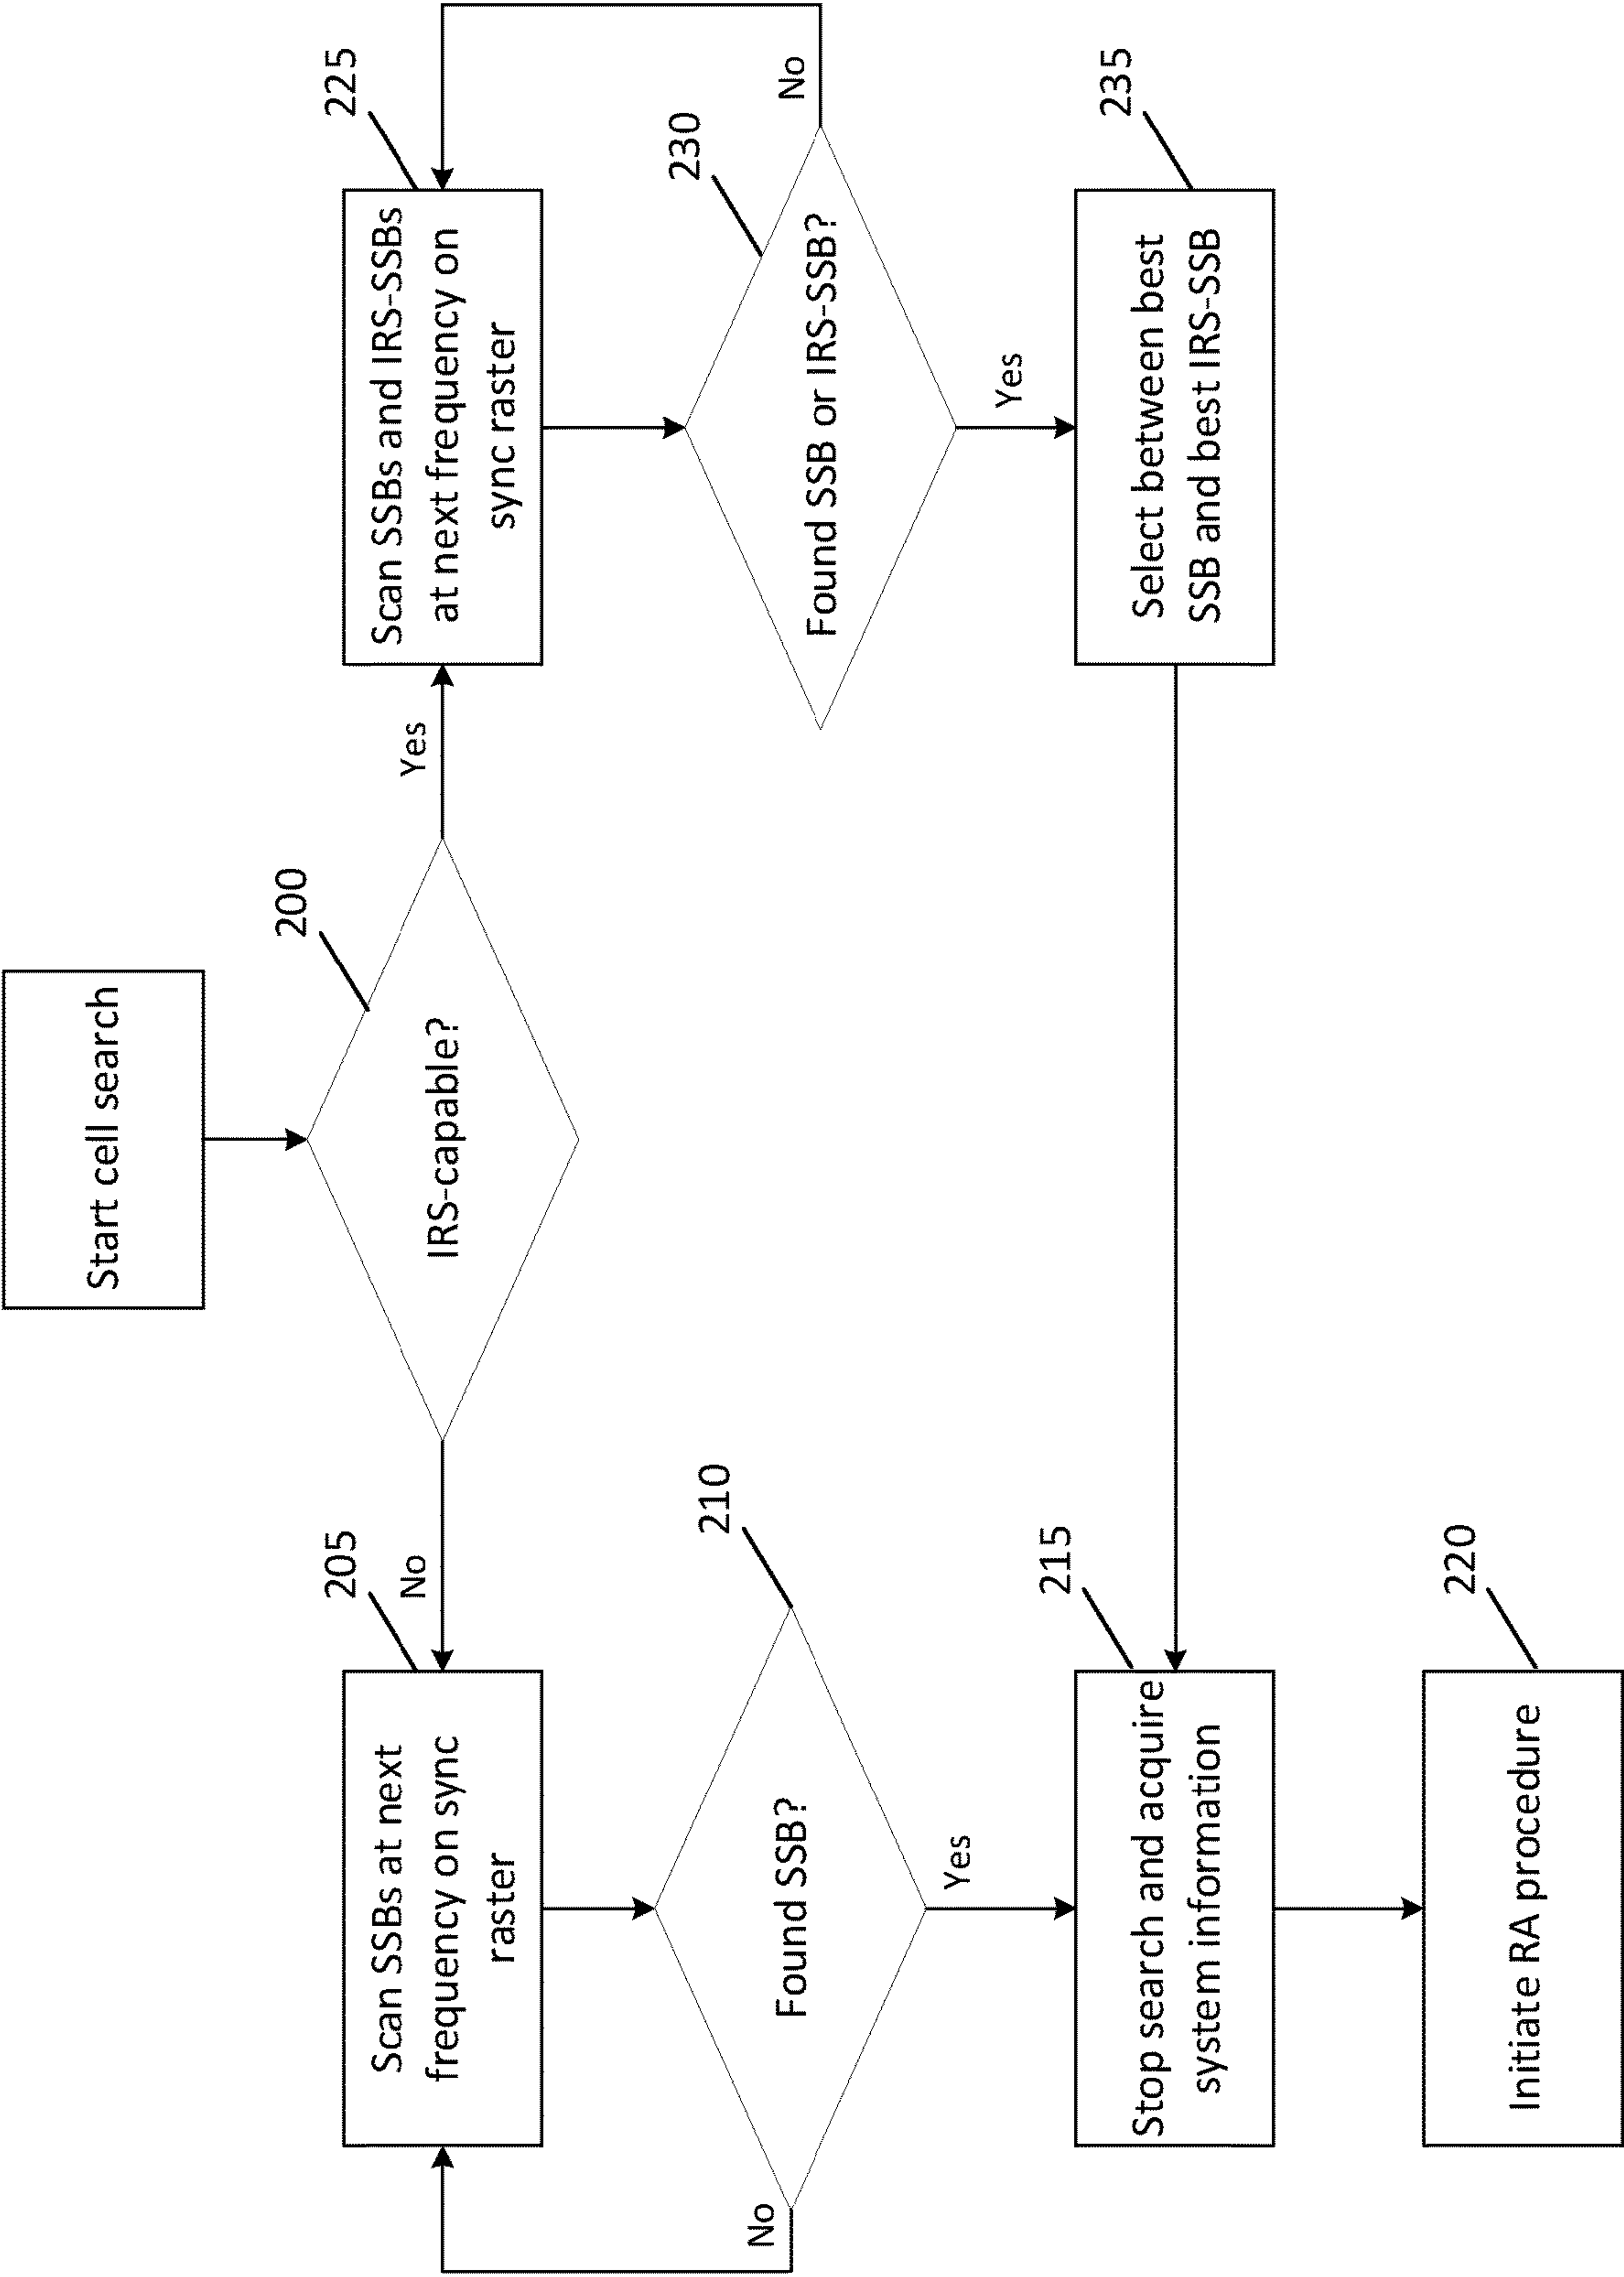 Start cell search
200
IRS-capable?
No
Yes
205
Scan SSBs at next
frequency on sync
raster
225
Scan SSBs and IRS-SSBs
at next frequency on
sync raster
210
Found SSB?
No
Yes
230
Found SSB or IRS-SSB?
No
Yes
215
Stop search and acquire
system information
235
Select between best
SSB and best IRS-SSB
220
Initiate RA procedure